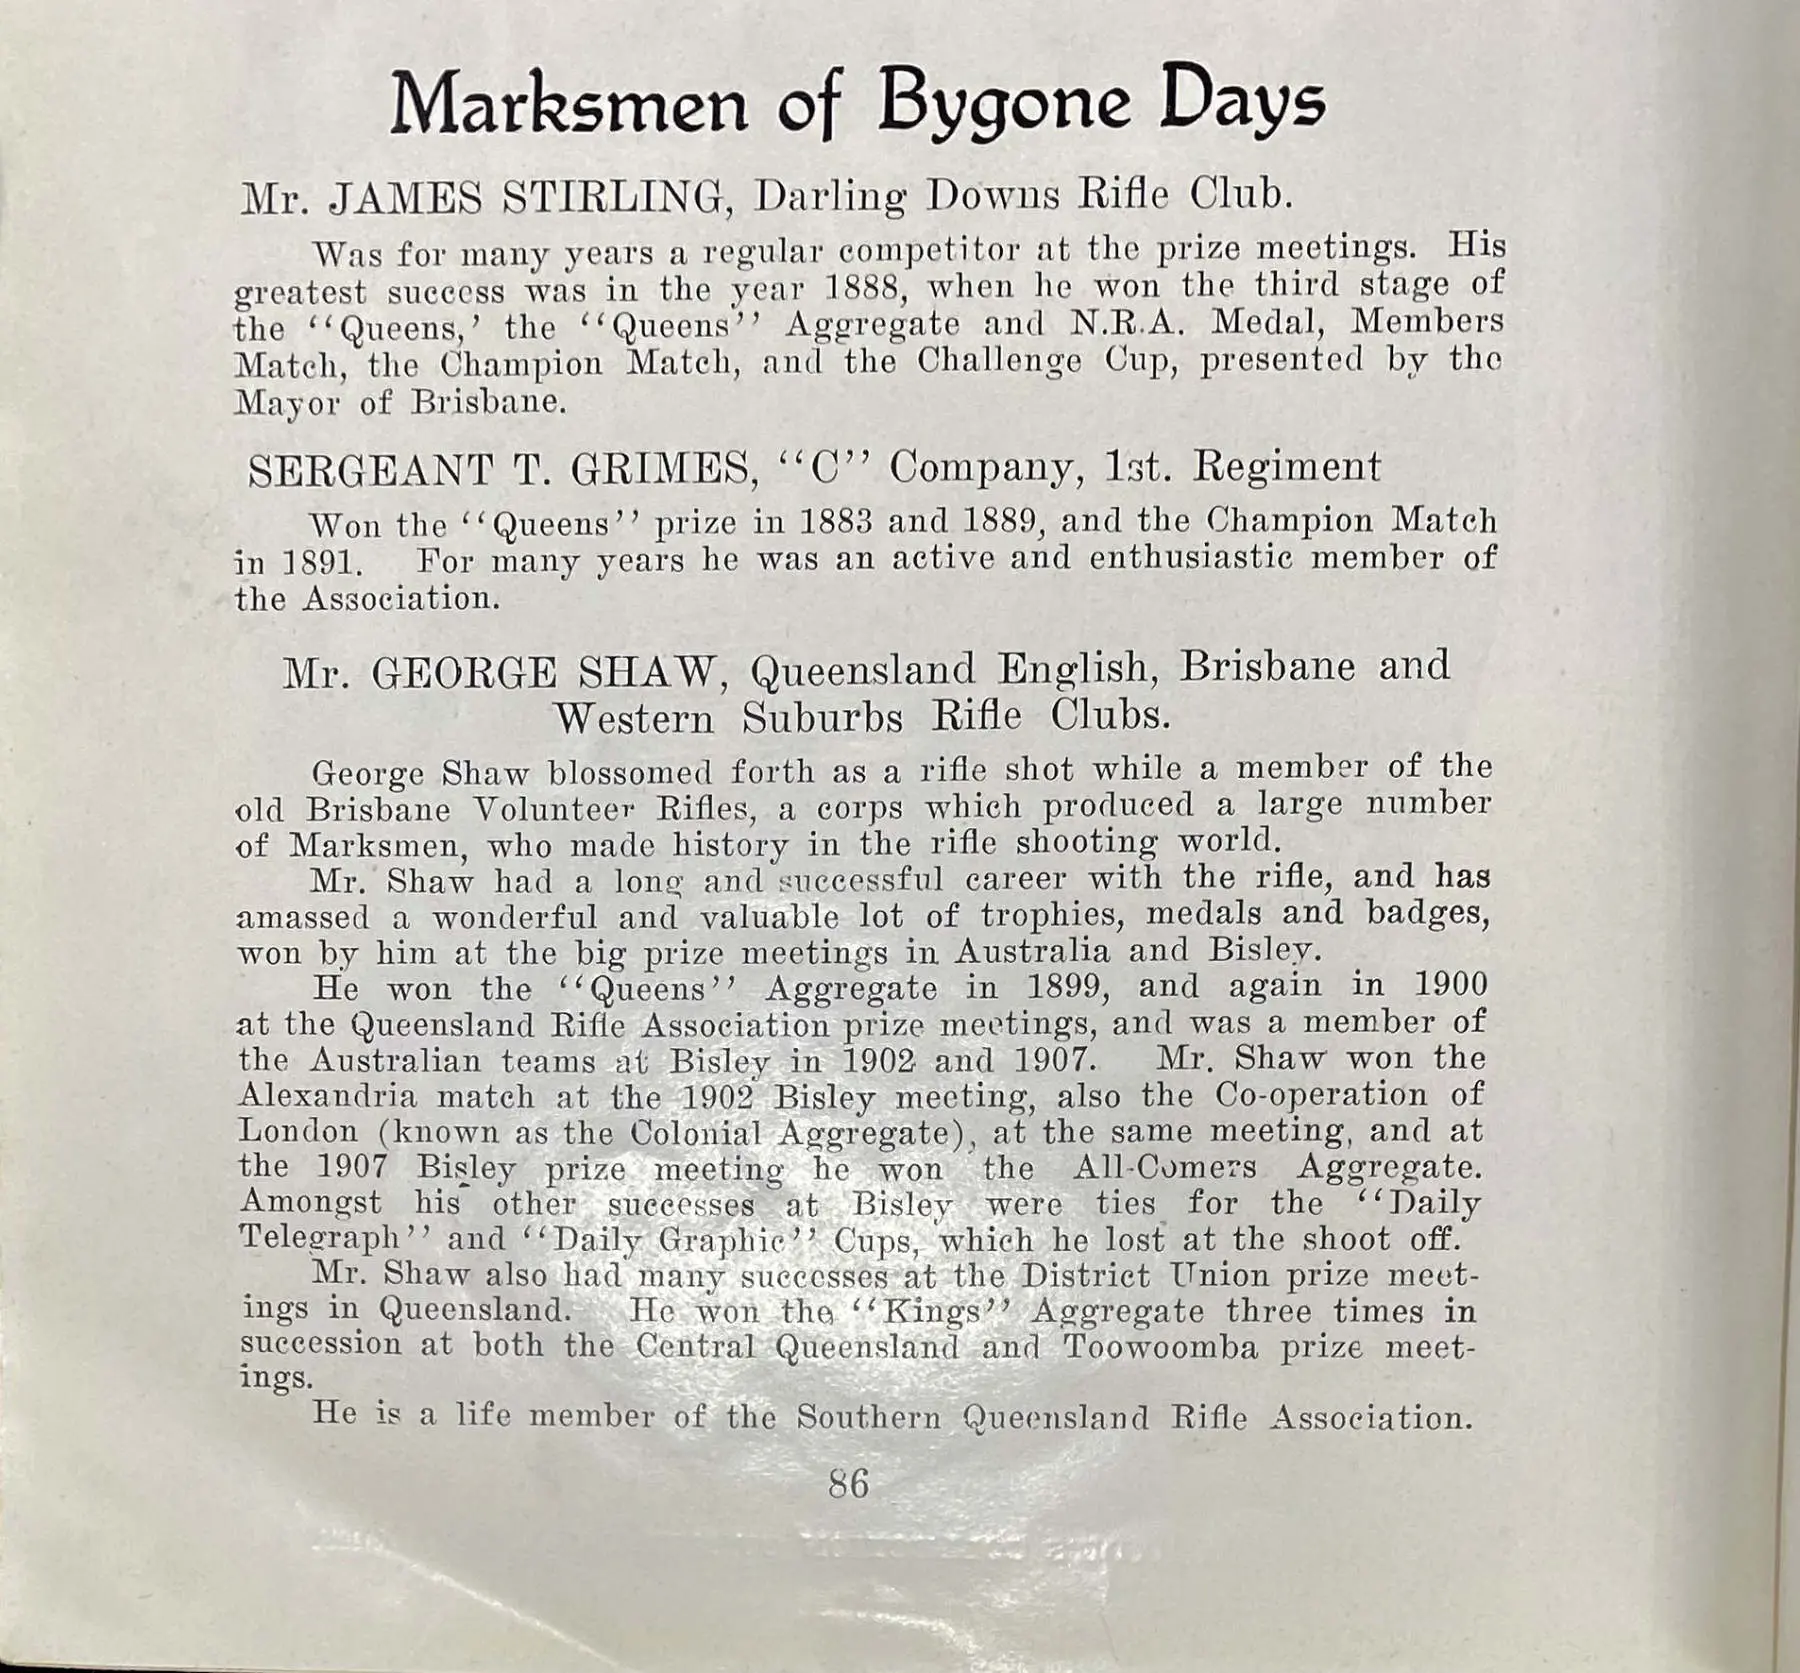 Marksmen of Bygone Days
Mr. JAMES STIRLING, Darling Downs Rifle Club.
Was for many years a regular competitor at the prize meetings. His
greatest success was in the year 1888, when he won the third stage of
the ‘‘Queens,’ the ‘‘Queens’’ Aggregate and N.R.A. Medal, Members
Match, the Champion Match, and the Challenge Cup, presented by the
Mayor of Brisbane.
SERGEANT T. GRIMES, ‘‘C’’ Company, 1st. Regiment
Won the ‘‘Queens’’ prize in 1883 and 1889, and the Champion Match
in 1891. For many years he was an active and enthusiastic member of
the Association.
Mr. GEORGE SHAW, Queensland English, Brisbane and
Western Suburbs Rifle Clubs.
George Shaw blossomed forth as a rifle shot while a member of the
old Brisbane Volunteer Rifles, a corps which produced a large number
of Marksmen, who made history in the rifle shooting world.
Mr. Shaw had a long and successful career with the rifle, and has
amassed a wonderful and valuable lot of trophies, medals and badges,
won by him at the big prize meetings in Australia and Bisley.
He won the ‘‘Queens’’ Aggregate in 1899, and again in 1900
at the Queensland Rifle Association prize meetings, and was a member of
the Australian teams at Bisley in 1902 and 1907. Mr. Shaw won the
Alexandria match at the 1902 Bisley meeting, also the Co-operation of
London (known as the Colonial Aggregate), at the same meeting, and at
the 1907 Bisley prize meeting he won the All-Comers Aggregate.
Amongst his other successes at Bisley were ties for the ‘‘Daily
Telegraph’’ and ‘‘Daily Graphic’’ Cups, which he lost at the shoot off.
Mr. Shaw also had many successes at the District Union prize meet-
ings in Queensland. He won the ‘‘Kings’’ Aggregate three times in
succession at both the Central Queensland and Toowoomba prize meet-
ings.
He is a life member of the Southern Queensland Rifle Association.
86